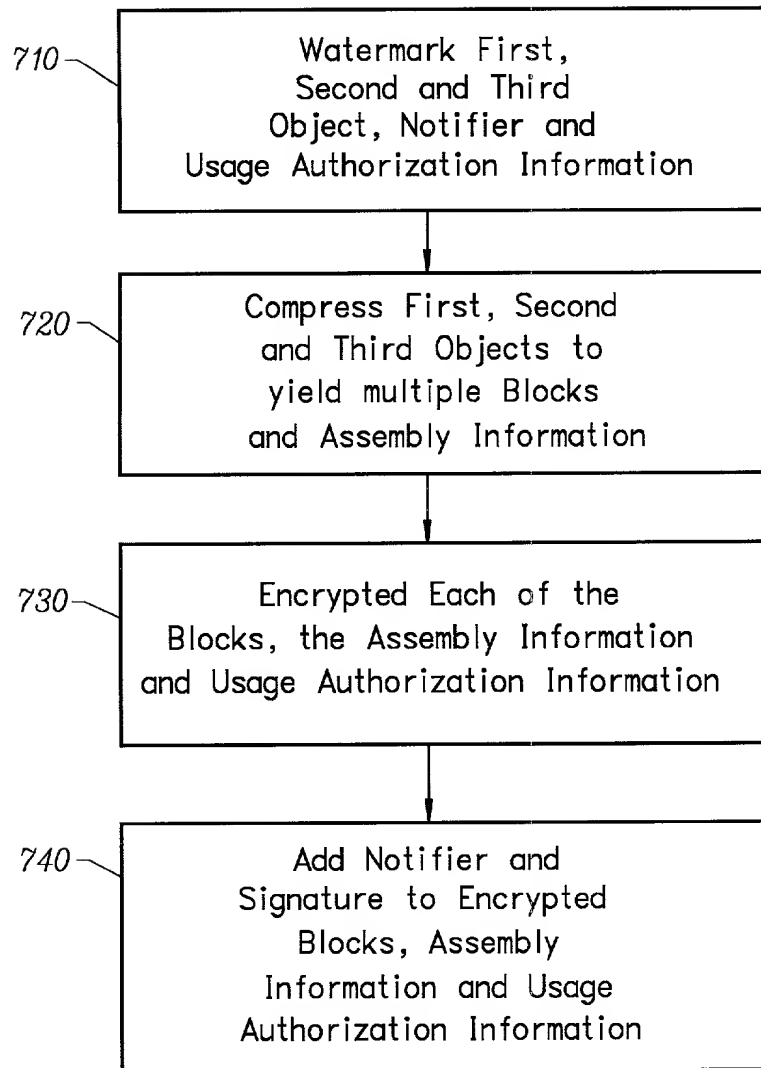 710
Watermark First,
Second and Third
Object, Notifier and
Usage Authorization Information
720
Compress First, Second
and Third Objects to
yield multiple Blocks
and Assembly Information
730
Encrypted Each of the
Blocks, the Assembly Information
and Usage Authorization Information
740
Add Notifier and
Signature to Encrypted
Blocks, Assembly
Information and Usage
Authorization Information